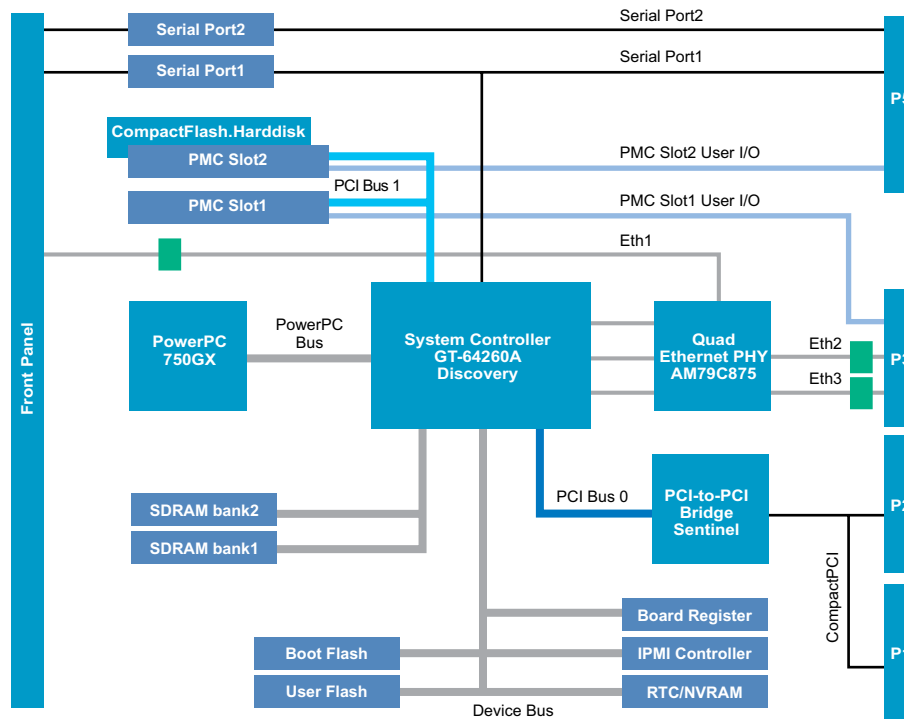 Serial Port2
Serial Port2
Serial Port1
Serial Port1
CompactFlash.Harddisk
PMC Slot2
PMC Slot2 User I/O
PCI Bus 1
PMC Slot1
PMC Slot1 User I/O
Eth1
Front Panel
PowerPC
750GX
PowerPC
Bus
System Controller
GT-64260A
Discovery
Quad
Ethernet PHY
AM79C875
Eth2
Eth3
PCI Bus 0
PCI-to-PCI
Bridge
Sentinel
SDRAM bank2
SDRAM bank1
CompactPCI
Board Register
Boot Flash
IPMI Controller
User Flash
RTC/NVRAM
Device Bus
P2
P1